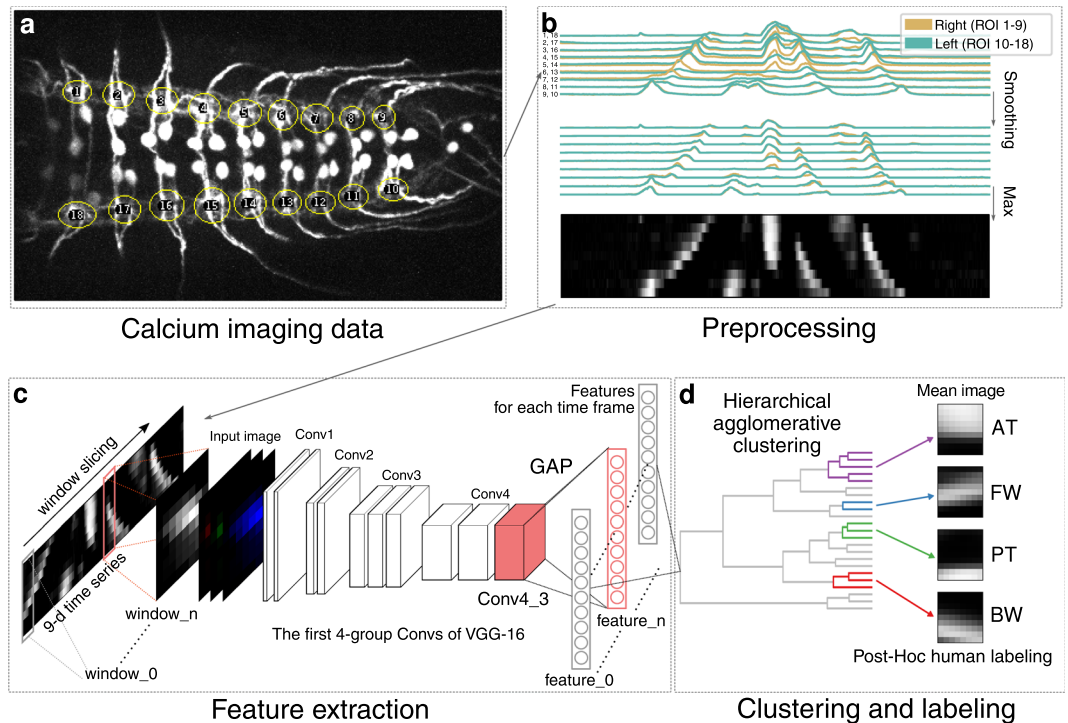 a
1
2
3
4
5
6
7
8
9
10
11
12
13
14
15
16
17
18
Calcium imaging data
b
Right (ROI 1-9)
Left (ROI 10-18)
1, 18
2, 17
3, 16
4, 15
5, 14
6, 13
7, 12
8, 11
9, 10
Smoothing
Max
Preprocessing
c
window slicing
9-d time series
window_0
window_n
Input image
Conv1
Conv2
Conv3
Conv4
Conv4_3
The first 4-group Convs of VGG-16
GAP
Features
for each time frame
feature_n
feature_0
Feature extraction
d
Hierarchical
agglomerative
clustering
Mean image
AT
FW
PT
BW
Post-Hoc human labeling
Clustering and labeling